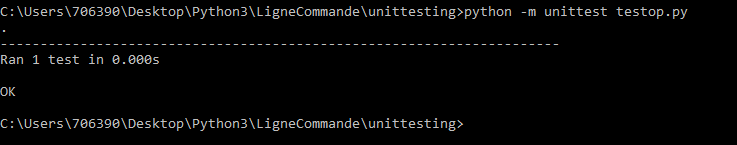 C:\Users\706390\Desktop\Python3\LigneCommande\unittesting>python -m unittest testop.py
.
----------------------------------------------------------------------
Ran 1 test in 0.000s
OK
C:\Users\706390\Desktop\Python3\LigneCommande\unittesting>